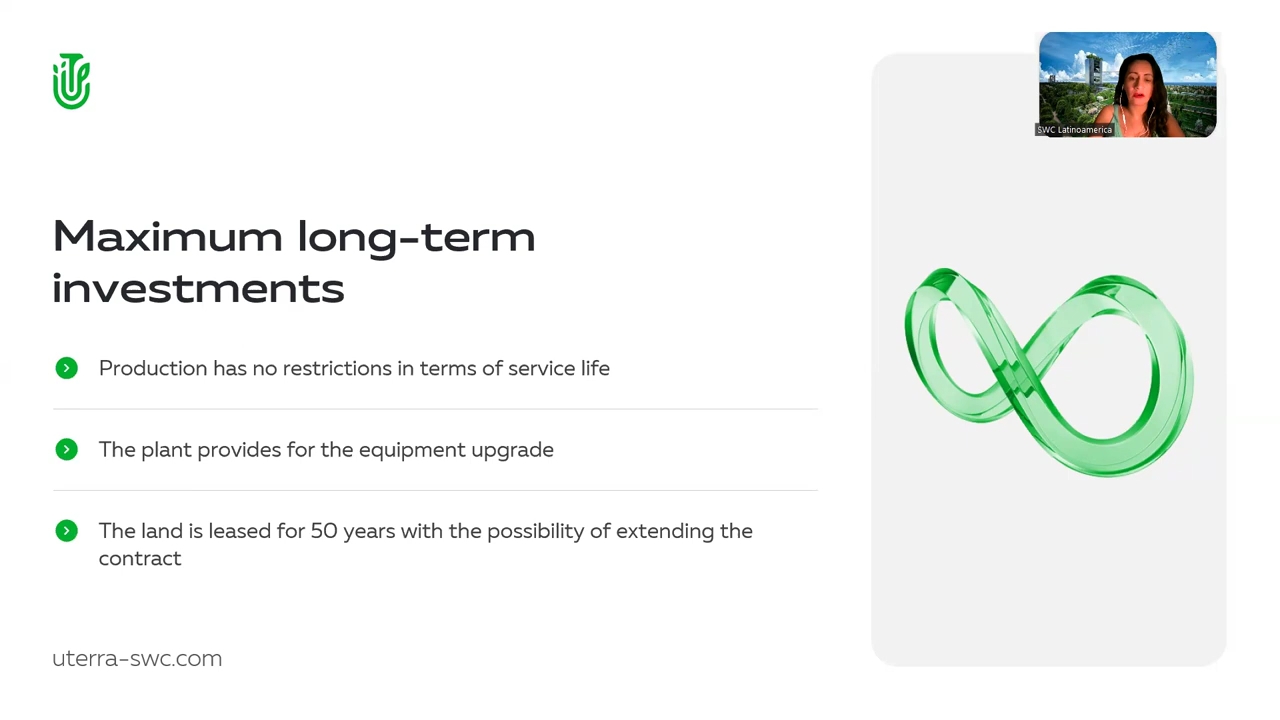 SWC Latinoamerica
Maximum long-term
investments
Production has no restrictions in terms of service life
The plant provides for the equipment upgrade
The land is leased for 50 years with the possibility of extending the
contract
uterra-swc.com